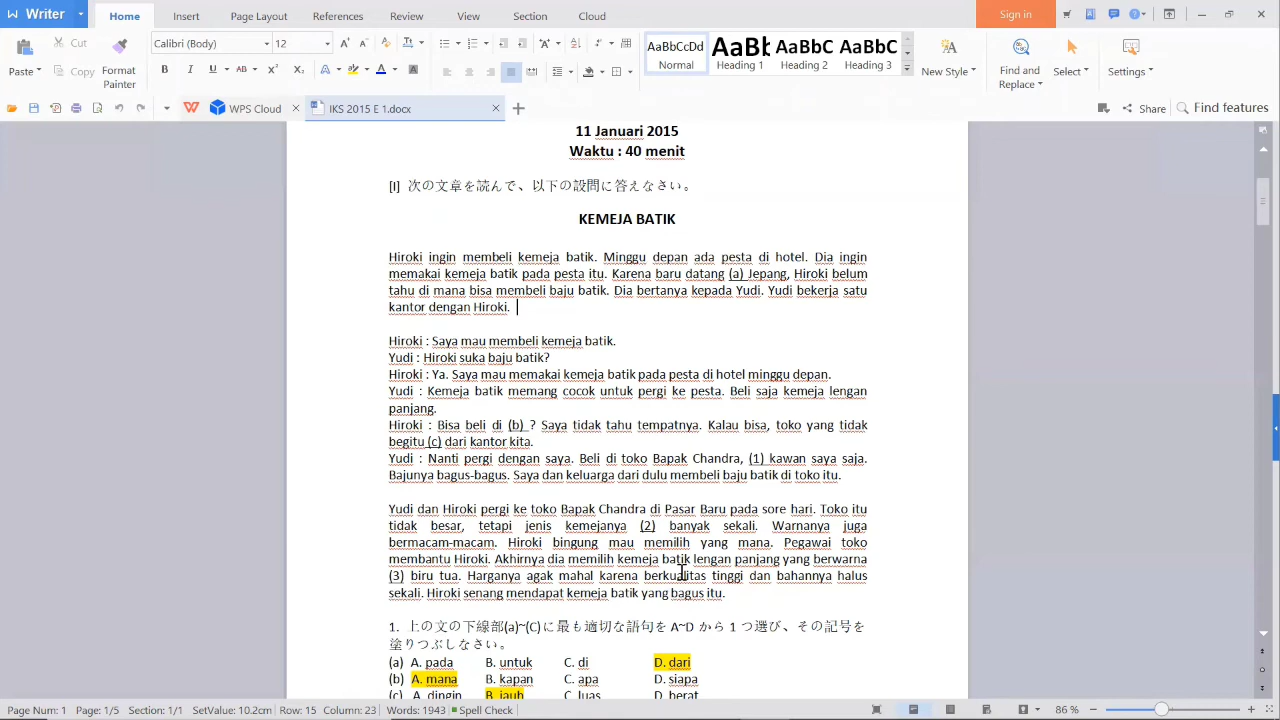 Writer
Home
Insert
Page Layout
References
Review
View
Section
Cloud
Sign in
Paste
Cut
Copy
Format
Painter
Calibri (Body)
12
AaBbCcDd
Normal
AaBb
Heading 1
AaBbC
Heading 2
AaBbC
Heading 3
New Style
Find and
Replace
Select
Settings
WPS Cloud
IKS 2015 E 1.docx
Share
Find features
11 Januari 2015
Waktu : 40 menit
[I] 次の文章を読んで、以下の設問に答えなさい。
KEMEJA BATIK
Hiroki ingin membeli kemeja batik. Minggu depan ada pesta di hotel. Dia ingin
memakai kemeja batik pada pesta itu. Karena baru datang (a) Jepang, Hiroki belum
tahu di mana bisa membeli baju batik. Dia bertanya kepada Yudi. Yudi bekerja satu
kantor dengan Hiroki.
Hiroki : Saya mau membeli kemeja batik.
Yudi : Hiroki suka baju batik?
Hiroki : Ya. Saya mau memakai kemeja batik pada pesta di hotel minggu depan.
Yudi : Kemeja batik memang cocok untuk pergi ke pesta. Beli saja kemeja lengan
panjang.
Hiroki : Bisa beli di (b) ? Saya tidak tahu tempatnya. Kalau bisa, toko yang tidak
begitu (c) dari kantor kita.
Yudi : Nanti pergi dengan saya. Beli di toko Bapak Chandra, (1) kawan saya saja.
Bajunya bagus-bagus. Saya dan keluarga dari dulu membeli baju batik di toko itu.
Yudi dan Hiroki pergi ke toko Bapak Chandra di Pasar Baru pada sore hari. Toko itu
tidak besar, tetapi jenis kemejanya (2) banyak sekali. Warnanya juga
bermacam-macam. Hiroki bingung mau memilih yang mana. Pegawai toko
membantu Hiroki. Akhirnya dia memilih kemeja batik lengan panjang yang berwarna
(3) biru tua. Harganya agak mahal karena berkualitas tinggi dan bahannya halus
sekali. Hiroki senang mendapat kemeja batik yang bagus itu.
1. 上の文の下線部(a)~(C)に最も適切な語句を A~D から 1 つ選び、その記号を
塗りつぶしなさい。
(a) A. pada B. untuk C. di D. dari
(b) A. mana B. kapan C. apa D. siapa
(c) A. dingin B. jauh C. luas D. berat
Page Num: 1 Page: 1/5 Section: 1/1 SetValue: 10.2cm Row: 15 Column: 23 Words: 1943 Spell Check
86 %